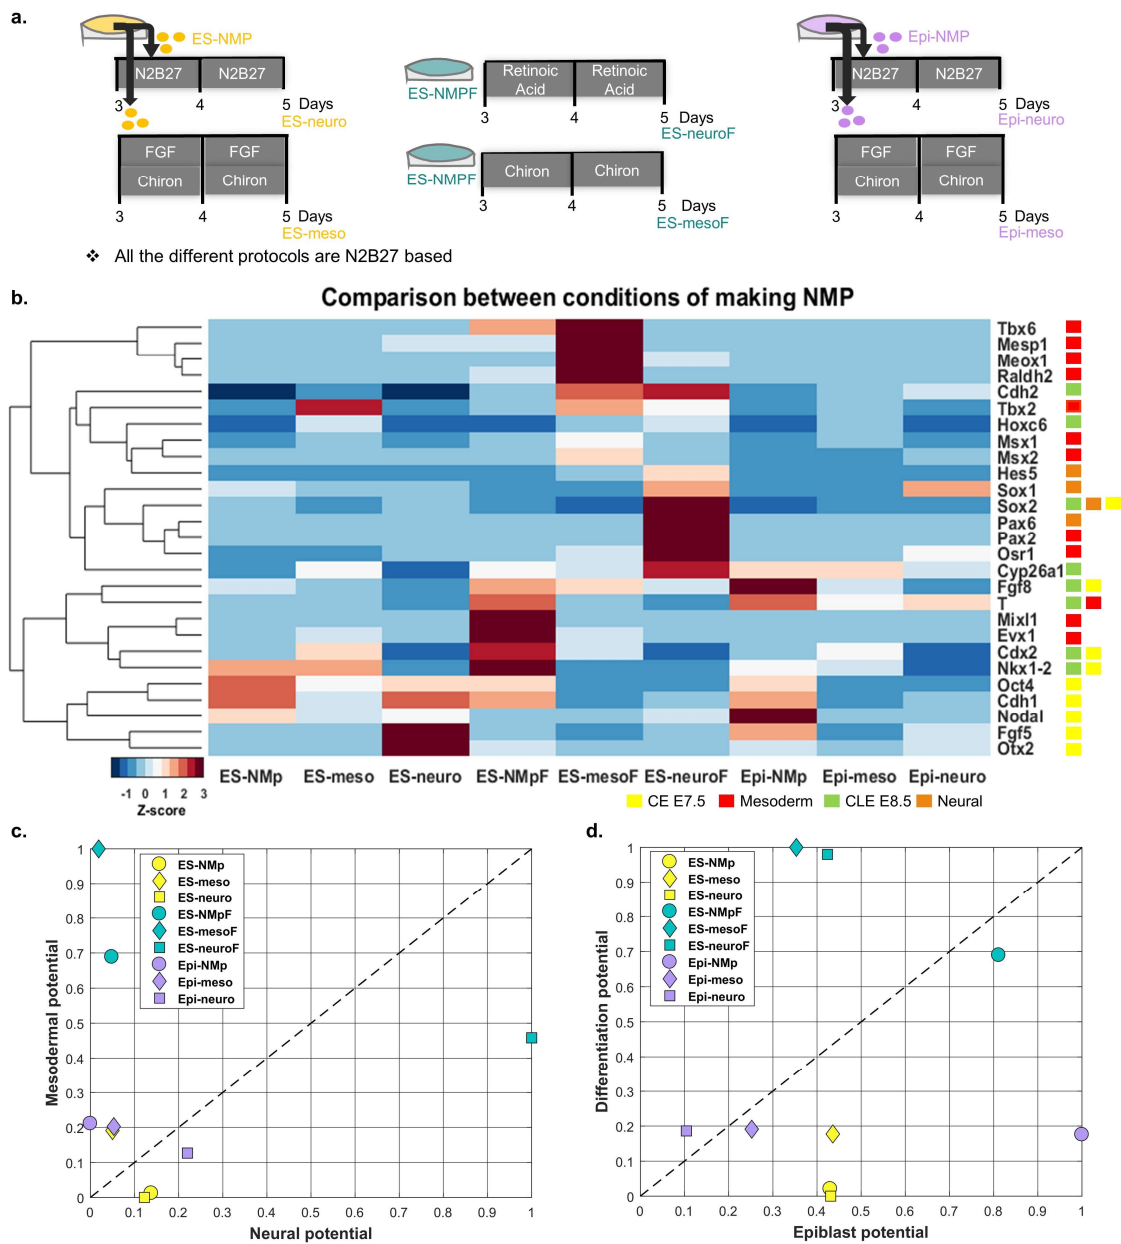 a.
ES-NMP
N2B27 N2B27
3 4 5 Days
ES-neuro
FGF FGF
Chiron Chiron
3 4 5 Days
ES-meso
ES-NMPF
Retinoic Acid Retinoic Acid
3 4 5 Days
ES-neuroF
ES-NMPF
Chiron Chiron
3 4 5 Days
ES-mesoF
Epi-NMP
N2B27 N2B27
3 4 5 Days
Epi-neuro
FGF FGF
Chiron Chiron
3 4 5 Days
Epi-meso
❖ All the different protocols are N2B27 based
b.
Comparison between conditions of making NMP
Tbx6
Mesp1
Meox1
Raldh2
Cdh2
Tbx2
Hoxc6
Msx1
Msx2
Hes5
Sox1
Sox2
Pax6
Pax2
Osr1
Cyp26a1
Fgf8
T
Mixl1
Evx1
Cdx2
Nkx1-2
Oct4
Cdh1
Nodal
Fgf5
Otx2
-1 0 1 2 3
Z-score
ES-NMp ES-meso ES-neuro ES-NMpF ES-mesoF ES-neuroF Epi-NMp Epi-meso Epi-neuro
CE E7.5 Mesoderm CLE E8.5 Neural
c.
Mesodermal potential
1
0.9
0.8
0.7
0.6
0.5
0.4
0.3
0.2
0.1
0
ES-NMp
ES-meso
ES-neuro
ES-NMpF
ES-mesoF
ES-neuroF
Epi-NMp
Epi-meso
Epi-neuro
0 0.1 0.2 0.3 0.4 0.5 0.6 0.7 0.8 0.9 1
Neural potential
d.
Differentiation potential
1
0.9
0.8
0.7
0.6
0.5
0.4
0.3
0.2
0.1
0
ES-NMp
ES-meso
ES-neuro
ES-NMpF
ES-mesoF
ES-neuroF
Epi-NMp
Epi-meso
Epi-neuro
0 0.1 0.2 0.3 0.4 0.5 0.6 0.7 0.8 0.9 1
Epiblast potential